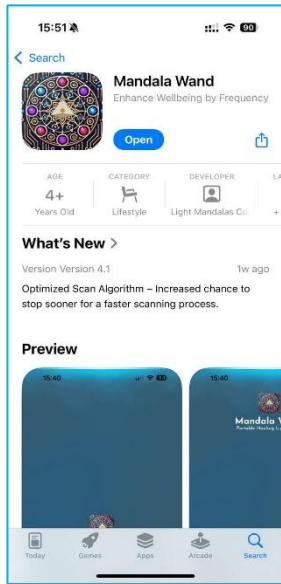 15:51
90
Search
Mandala Wand
Enhance Wellbeing by Frequency
Open
AGE
CATEGORY
DEVELOPER
LA
4+
Years Old
Lifestyle
Light Mandalas Co
+
What's New >
Version Version 4.1
1w ago
Optimized Scan Algorithm – Increased chance to
stop sooner for a faster scanning process.
Preview
15:40
15:40
Mandala W
Today
Games
Apps
Arcade
Search